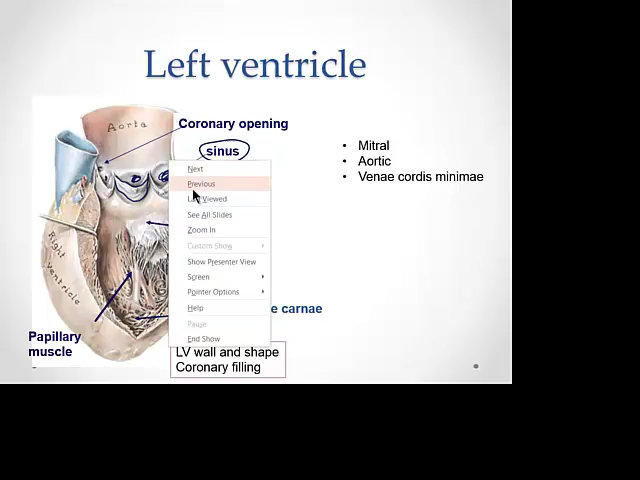 Left ventricle
Aorta
Coronary opening
sinus
Mitral
Aortic
Venae cordis minimae
Next
Previous
Last Viewed
See All Slides
Zoom In
Custom Show
Show Presenter View
Screen
Pointer Options
Help
Pause
End Show
Right
ventricle
e carnae
Papillary
muscle
LV wall and shape
Coronary filling